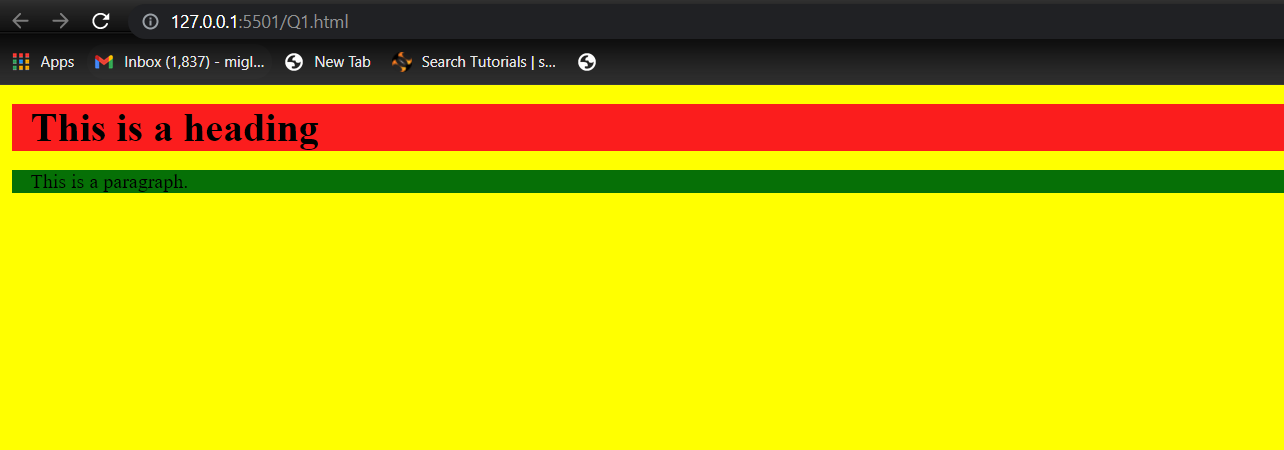 127.0.0.1:5501/Q1.html
Apps Inbox (1,837) - migl... New Tab Search Tutorials | s...
This is a heading
This is a paragraph.